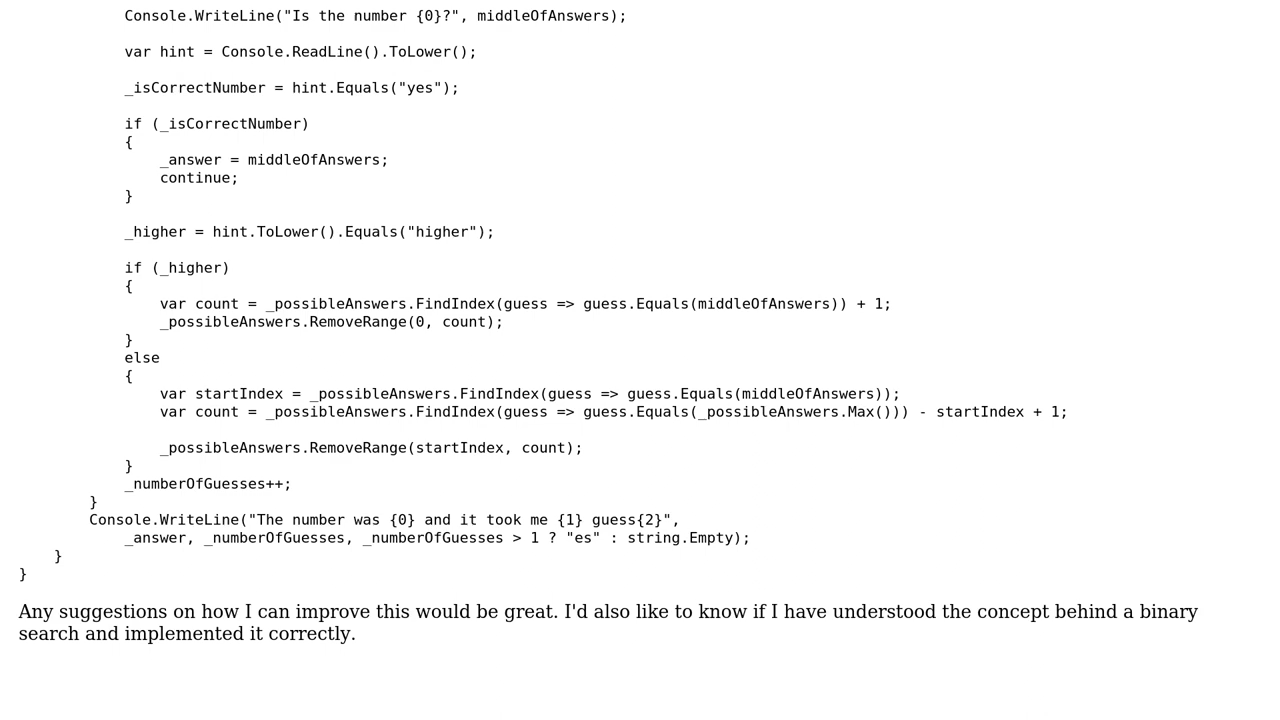 Console.WriteLine("Is the number {0}?", middleOfAnswers);
var hint = Console.ReadLine().ToLower();
_isCorrectNumber = hint.Equals("yes");
if (_isCorrectNumber)
{
_answer = middleOfAnswers;
continue;
}
_higher = hint.ToLower().Equals("higher");
if (_higher)
{
var count = _possibleAnswers.FindIndex(guess => guess.Equals(middleOfAnswers)) + 1;
_possibleAnswers.RemoveRange(0, count);
}
else
{
var startIndex = _possibleAnswers.FindIndex(guess => guess.Equals(middleOfAnswers));
var count = _possibleAnswers.FindIndex(guess => guess.Equals(_possibleAnswers.Max())) - startIndex + 1;
_possibleAnswers.RemoveRange(startIndex, count);
}
_numberOfGuesses++;
}
Console.WriteLine("The number was {0} and it took me {1} guess{2}",
_answer, _numberOfGuesses, _numberOfGuesses > 1 ? "es" : string.Empty);
}
}
Any suggestions on how I can improve this would be great. I'd also like to know if I have understood the concept behind a binary
search and implemented it correctly.